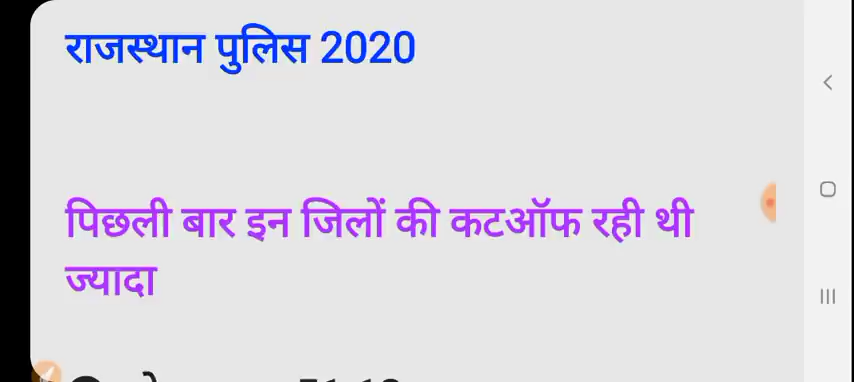 राजस्थान पुलिस 2020
पिछली बार इन जिलों की कटऑफ रही थी
ज्यादा